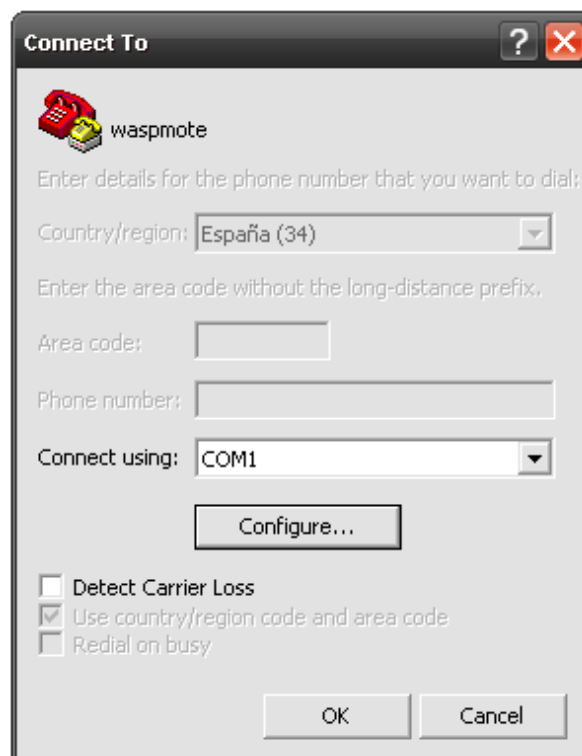 Connect To
waspmote
Enter details for the phone number that you want to dial:
Country/region: España (34)
Enter the area code without the long-distance prefix.
Area code:
Phone number:
Connect using: COM1
Configure...
Detect Carrier Loss
Use country/region code and area code
Redial on busy
OK Cancel